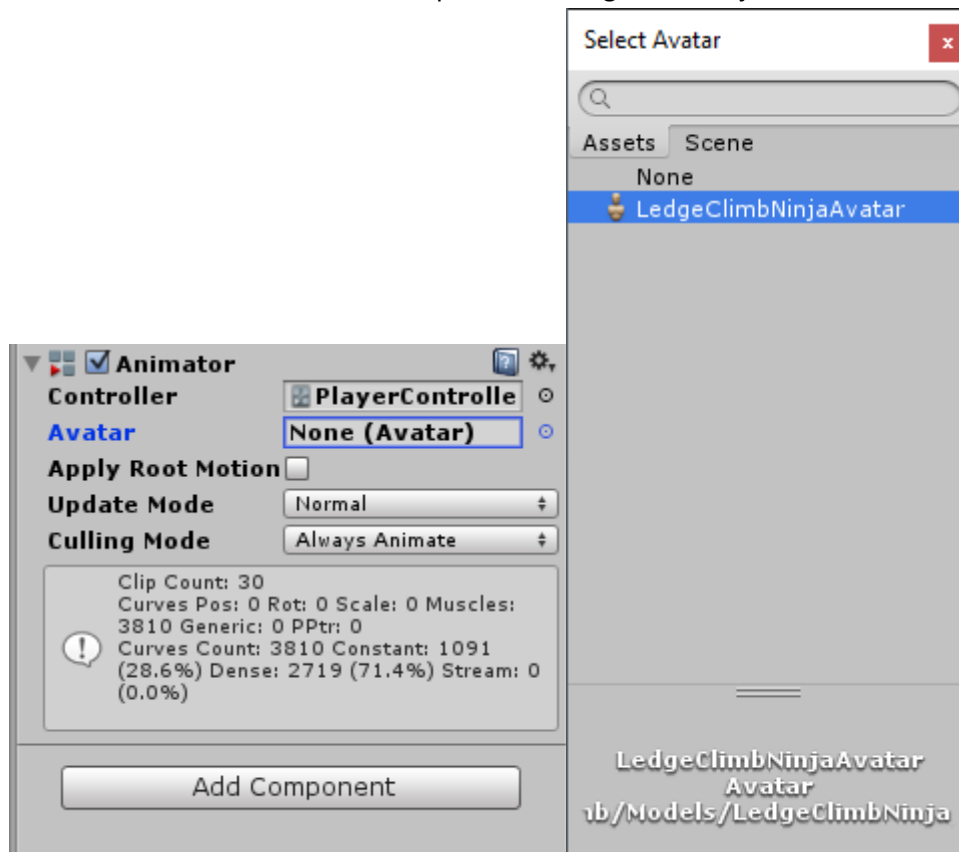 Select Avatar
x
Assets Scene
None
LedgeClimbNinjaAvatar
Animator
Controller PlayerControlle
Avatar None (Avatar)
Apply Root Motion
Update Mode Normal
Culling Mode Always Animate
Clip Count: 30
Curves Pos: 0 Rot: 0 Scale: 0 Muscles:
3810 Generic: 0 PPtr: 0
Curves Count: 3810 Constant: 1091
(28.6%) Dense: 2719 (71.4%) Stream: 0
(0.0%)
Add Component
LedgeClimbNinjaAvatar
Avatar
b/Models/LedgeClimbNinja